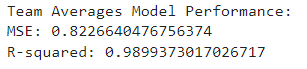 Team Averages Model Performance:
MSE: 0.8226640476756374
R-squared: 0.9899373017026717